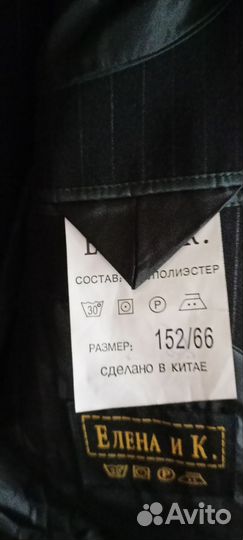 СОСТАВ: ПОЛИЭСТЕР
30°
P
РАЗМЕР: 152/66
СДЕЛАНО В КИТАЕ
ЕЛЕНА И К.
Avito